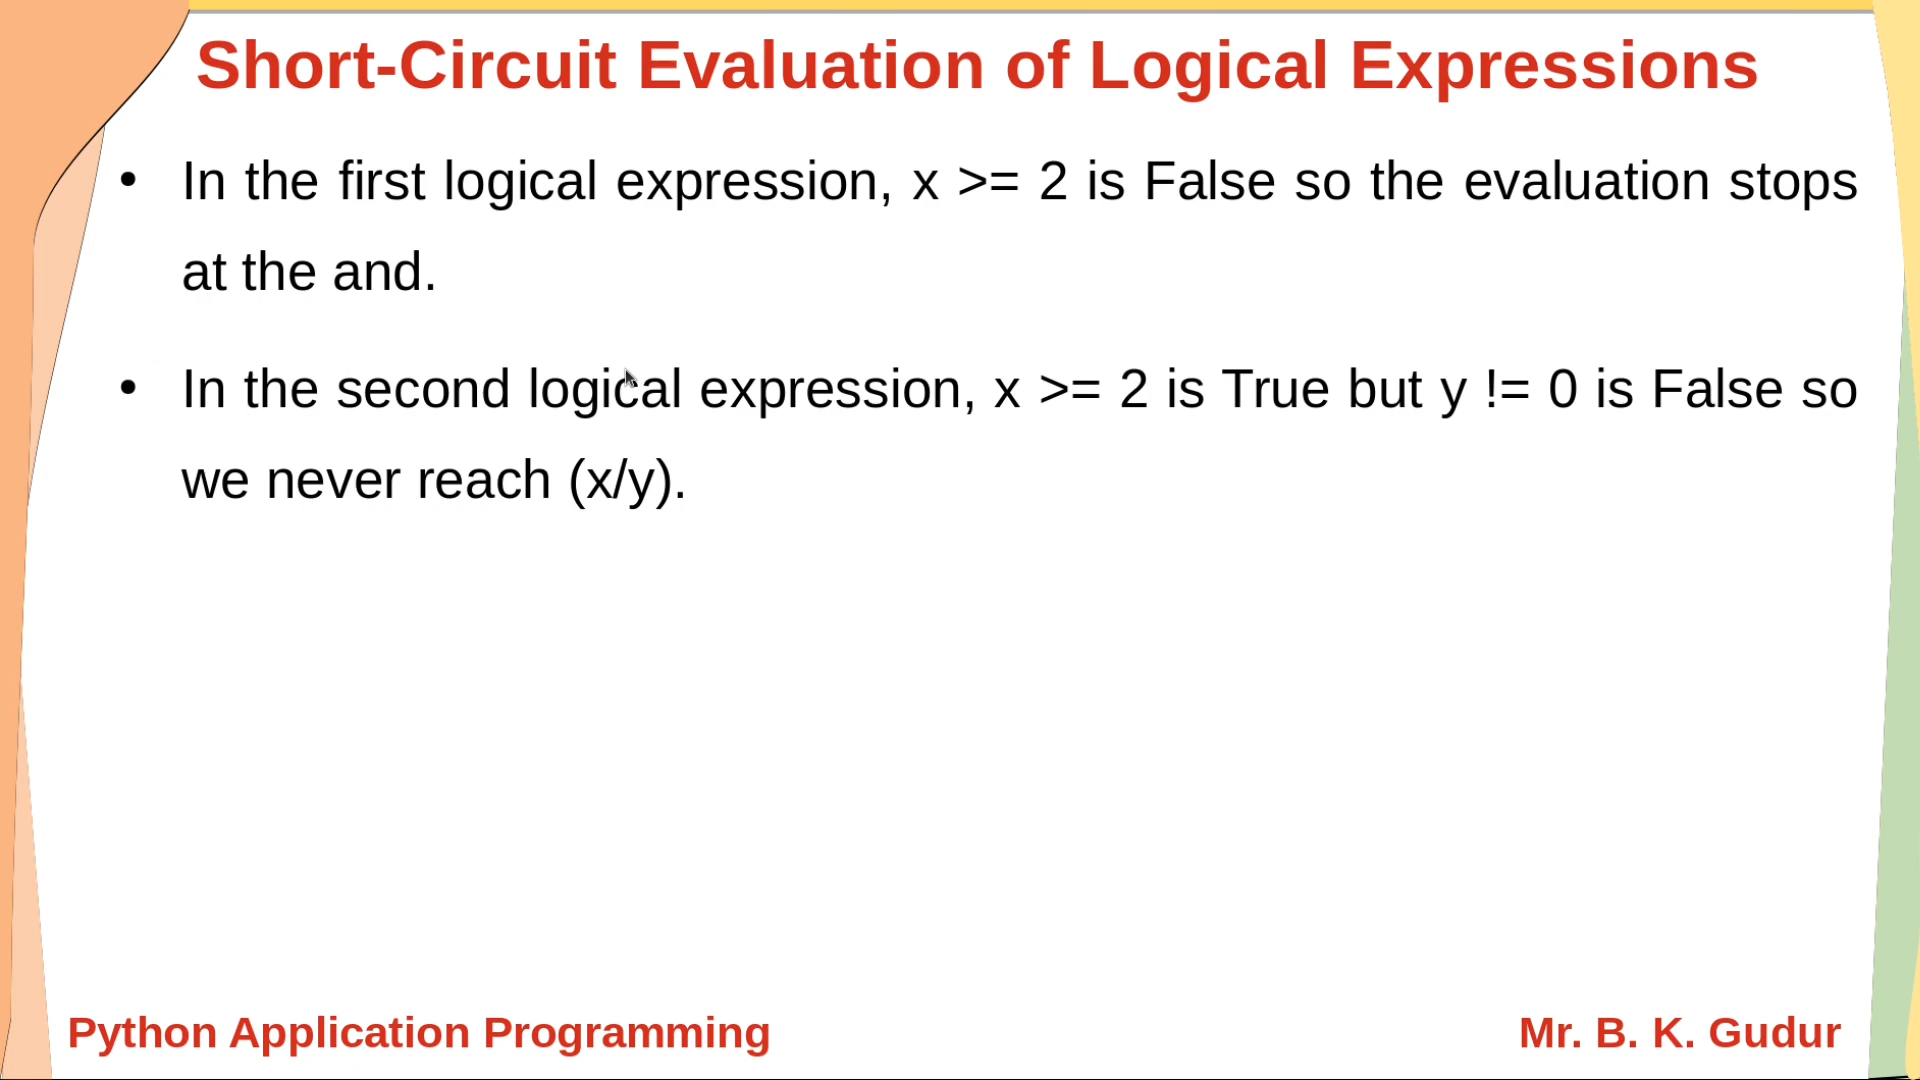 Short-Circuit Evaluation of Logical Expressions
• In the first logical expression, x >= 2 is False so the evaluation stops
at the and.
• In the second logical expression, x >= 2 is True but y != 0 is False so
we never reach (x/y).
Python Application Programming
Mr. B. K. Gudur